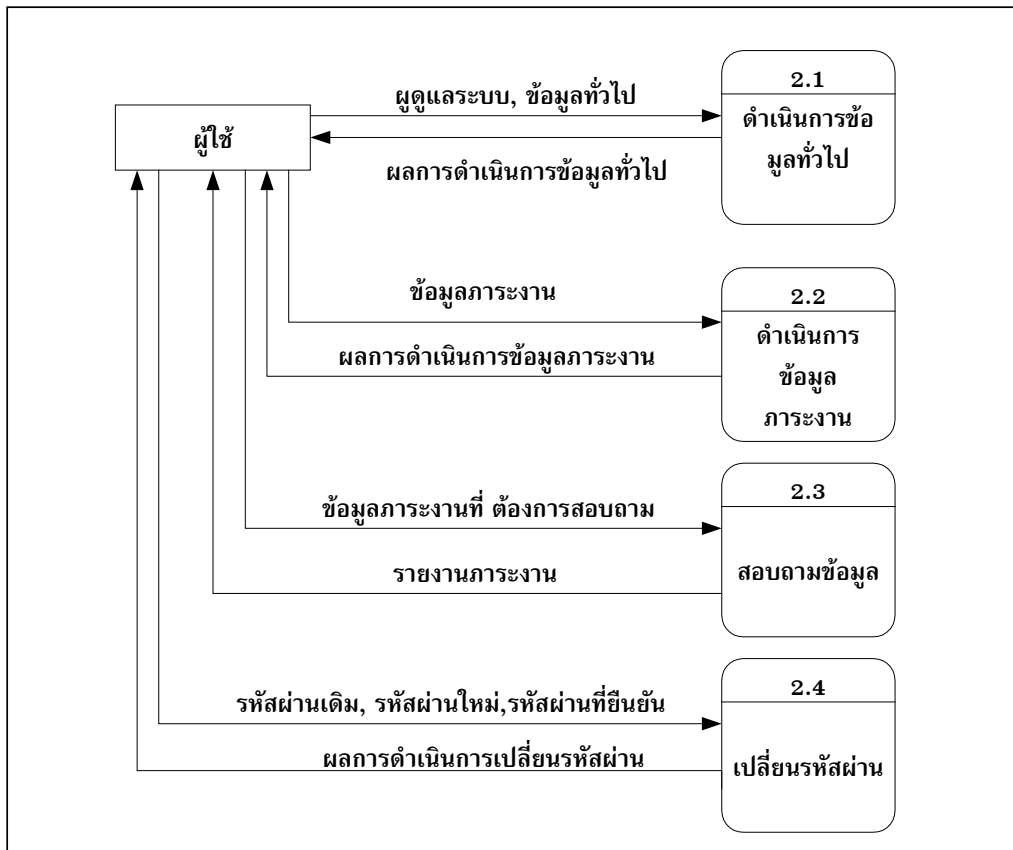 ผู้ใช้
ผูดูแลระบบ, ข้อมูลทั่วไป
ผลการดำเนินการข้อมูลทั่วไป
2.1
ดำเนินการข้อ
มูลทั่วไป
ข้อมูลภาระงาน
ผลการดำเนินการข้อมูลภาระงาน
2.2
ดำเนินการ
ข้อมูล
ภาระงาน
ข้อมูลภาระงานที่ ต้องการสอบถาม
รายงานภาระงาน
2.3
สอบถามข้อมูล
รหัสผ่านเดิม, รหัสผ่านใหม่,รหัสผ่านที่ยืนยัน
ผลการดำเนินการเปลี่ยนรหัสผ่าน
2.4
เปลี่ยนรหัสผ่าน